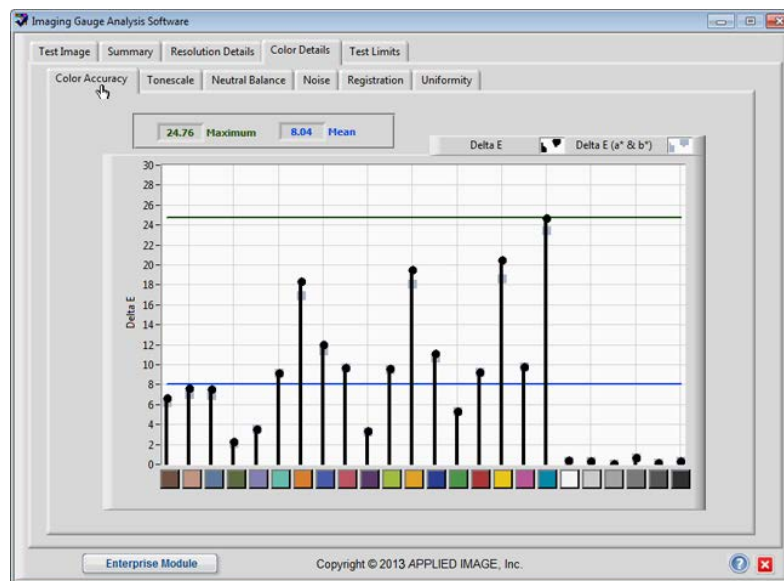 Imaging Gauge Analysis Software
Test Image Summary Resolution Details Color Details Test Limits
Color Accuracy Tonescale Neutral Balance Noise Registration Uniformity
24.76 Maximum 8.04 Mean
Delta E Delta E (a* & b*)
30
28
26
24
22
20
18
16
14
12
10
8
6
4
2
0
Delta E
Enterprise Module Copyright © 2013 APPLIED IMAGE, Inc.